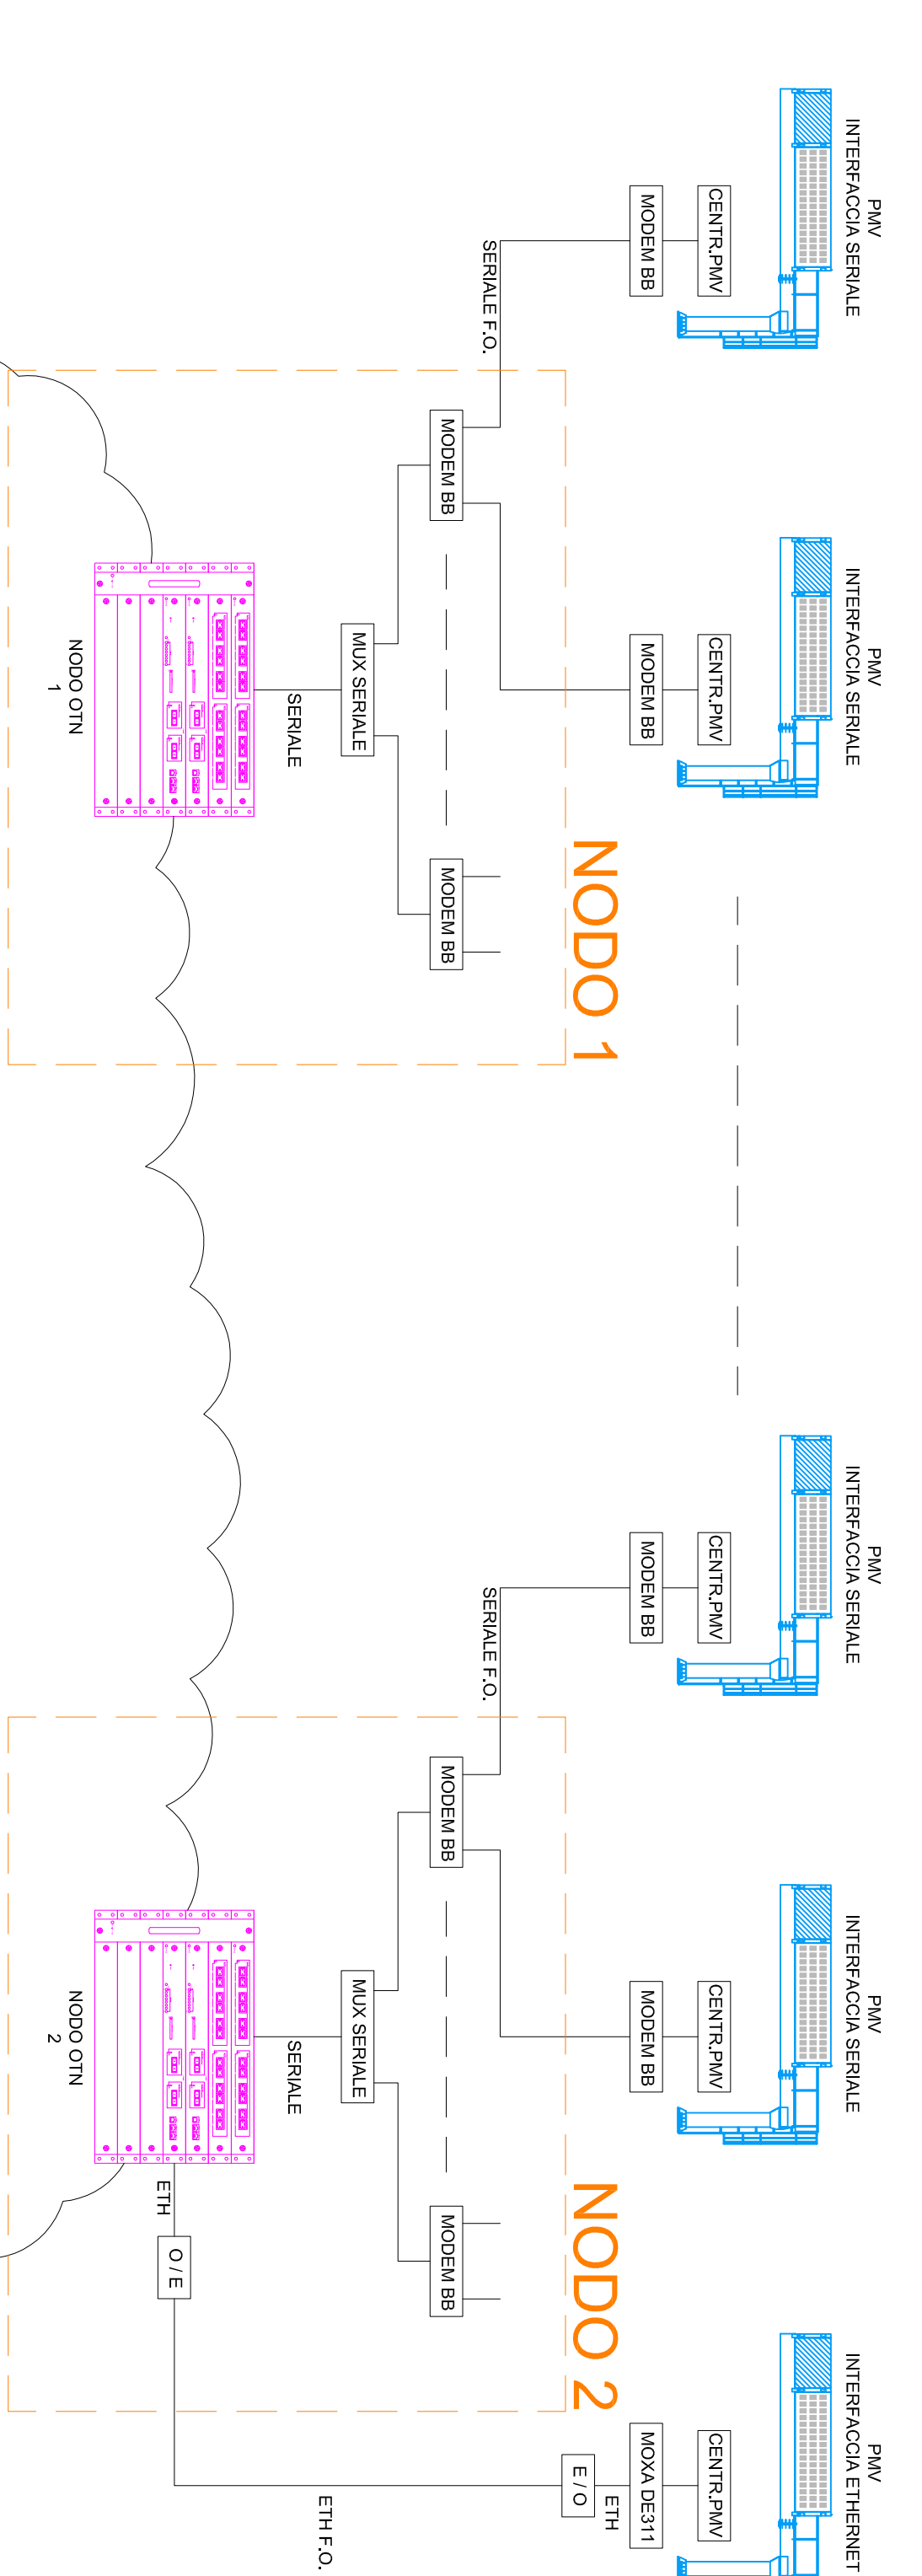 PMV
INTERFACCIA SERIALE
PMV
INTERFACCIA SERIALE
PMV
INTERFACCIA SERIALE
PMV
INTERFACCIA SERIALE
PMV
INTERFACCIA ETHERNET
CENTR.PMV
CENTR.PMV
CENTR.PMV
CENTR.PMV
CENTR.PMV
MODEM BB
MODEM BB
MODEM BB
MODEM BB
MOXA DE311
ETH
E / O
NODO 1
NODO 2
SERIALE F.O.
SERIALE F.O.
MODEM BB
MODEM BB
MODEM BB
MODEM BB
MUX SERIALE
MUX SERIALE
ETH F.O.
SERIALE
SERIALE
ETH
O / E
NODO OTN
1
NODO OTN
2